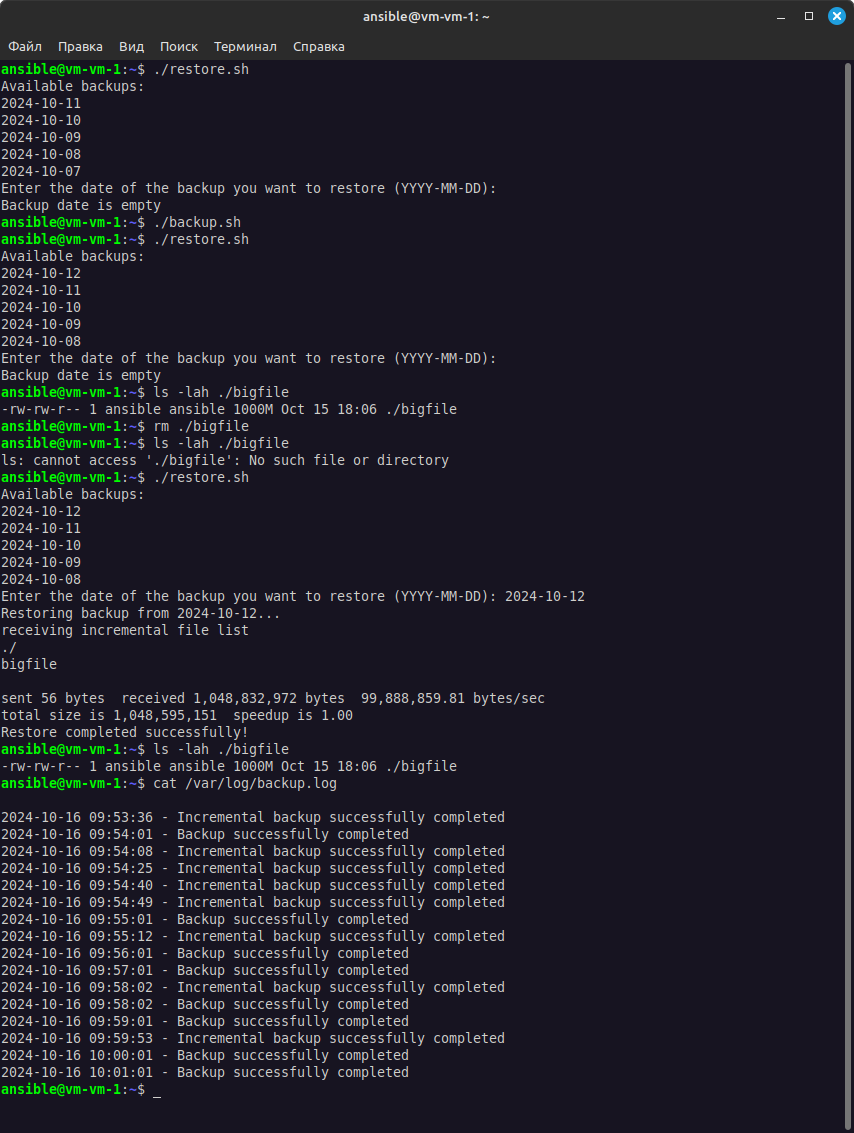 ansible@vm-vm-1: ~
Файл Правка Вид Поиск Терминал Справка
ansible@vm-vm-1:~$ ./restore.sh
Available backups:
2024-10-11
2024-10-10
2024-10-09
2024-10-08
2024-10-07
Enter the date of the backup you want to restore (YYYY-MM-DD):
Backup date is empty
ansible@vm-vm-1:~$ ./backup.sh
ansible@vm-vm-1:~$ ./restore.sh
Available backups:
2024-10-12
2024-10-11
2024-10-10
2024-10-09
2024-10-08
Enter the date of the backup you want to restore (YYYY-MM-DD):
Backup date is empty
ansible@vm-vm-1:~$ ls -lah ./bigfile
-rw-rw-r-- 1 ansible ansible 1000M Oct 15 18:06 ./bigfile
ansible@vm-vm-1:~$ rm ./bigfile
ansible@vm-vm-1:~$ ls -lah ./bigfile
ls: cannot access './bigfile': No such file or directory
ansible@vm-vm-1:~$ ./restore.sh
Available backups:
2024-10-12
2024-10-11
2024-10-10
2024-10-09
2024-10-08
Enter the date of the backup you want to restore (YYYY-MM-DD): 2024-10-12
Restoring backup from 2024-10-12...
receiving incremental file list
./
bigfile
sent 56 bytes  received 1,048,832,972 bytes  99,888,859.81 bytes/sec
total size is 1,048,595,151  speedup is 1.00
Restore completed successfully!
ansible@vm-vm-1:~$ ls -lah ./bigfile
-rw-rw-r-- 1 ansible ansible 1000M Oct 15 18:06 ./bigfile
ansible@vm-vm-1:~$ cat /var/log/backup.log
2024-10-16 09:53:36 - Incremental backup successfully completed
2024-10-16 09:54:01 - Backup successfully completed
2024-10-16 09:54:08 - Incremental backup successfully completed
2024-10-16 09:54:25 - Incremental backup successfully completed
2024-10-16 09:54:40 - Incremental backup successfully completed
2024-10-16 09:54:49 - Incremental backup successfully completed
2024-10-16 09:55:01 - Backup successfully completed
2024-10-16 09:55:12 - Incremental backup successfully completed
2024-10-16 09:56:01 - Backup successfully completed
2024-10-16 09:57:01 - Backup successfully completed
2024-10-16 09:58:02 - Incremental backup successfully completed
2024-10-16 09:58:02 - Backup successfully completed
2024-10-16 09:59:01 - Backup successfully completed
2024-10-16 09:59:53 - Incremental backup successfully completed
2024-10-16 10:00:01 - Backup successfully completed
2024-10-16 10:01:01 - Backup successfully completed
ansible@vm-vm-1:~$ _